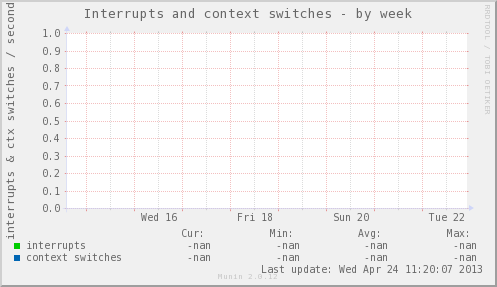 Interrupts and context switches - by week
RRDTOOL / TOBI OETIKER
interrupts & ctx switches / second
1.0
0.9
0.8
0.7
0.6
0.5
0.4
0.3
0.2
0.1
0.0
Wed 16 Fri 18 Sun 20 Tue 22
Cur: Min: Avg: Max:
interrupts -nan -nan -nan -nan
context switches -nan -nan -nan -nan
Last update: Wed Apr 24 11:20:07 2013
Munin 2.0.12